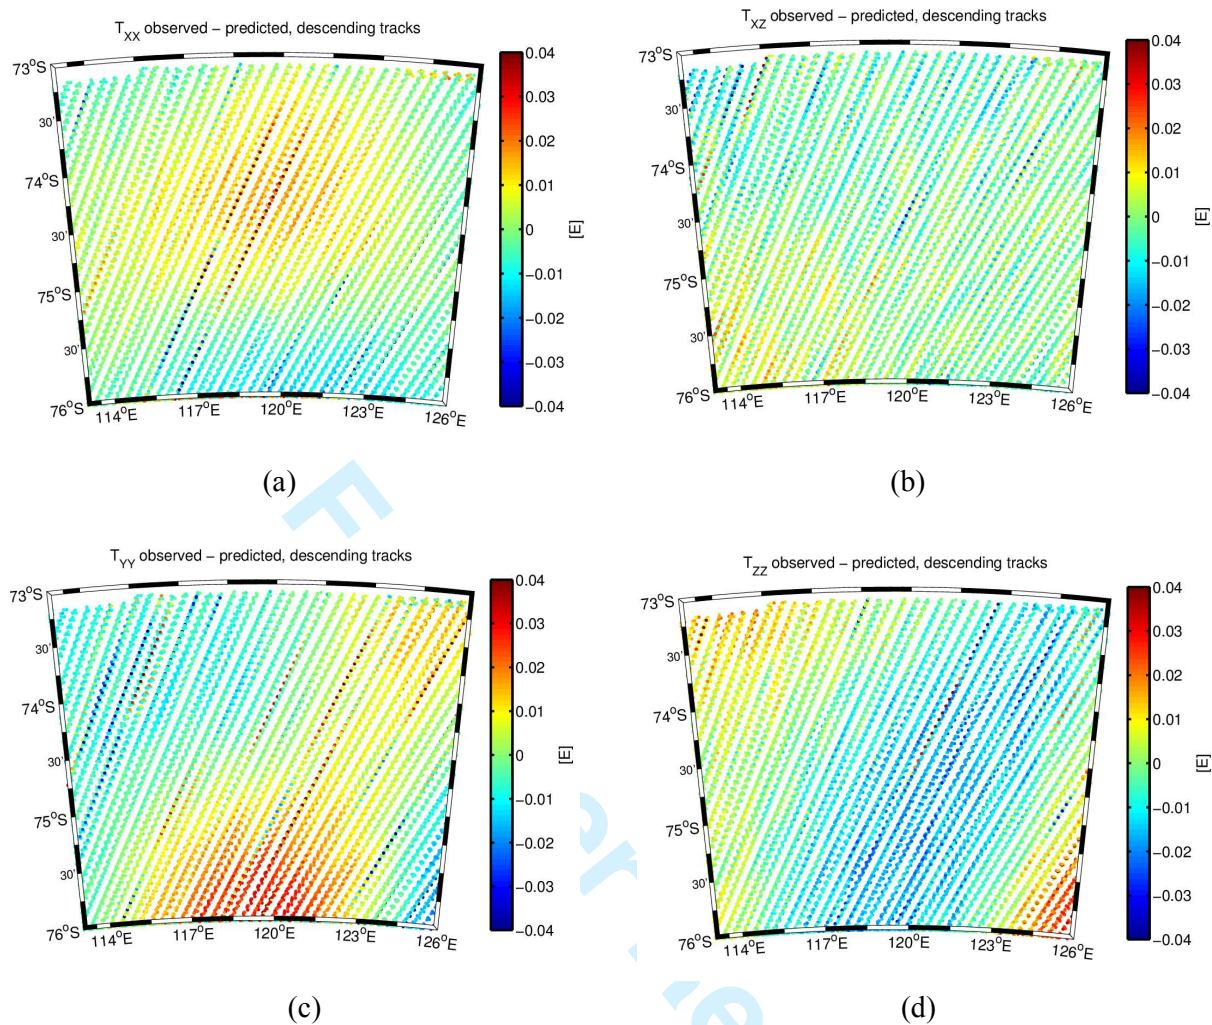 T_XX observed − predicted, descending tracks
73°S
30'
74°S
30'
75°S
30'
76°S
114°E
117°E
120°E
123°E
126°E
0.04
0.03
0.02
0.01
0
−0.01
−0.02
−0.03
−0.04
[E]
(a)
T_XZ observed − predicted, descending tracks
73°S
30'
74°S
30'
75°S
30'
76°S
114°E
117°E
120°E
123°E
126°E
0.04
0.03
0.02
0.01
0
−0.01
−0.02
−0.03
−0.04
[E]
(b)
T_YY observed − predicted, descending tracks
73°S
30'
74°S
30'
75°S
30'
76°S
114°E
117°E
120°E
123°E
126°E
0.04
0.03
0.02
0.01
0
−0.01
−0.02
−0.03
−0.04
[E]
(c)
T_ZZ observed − predicted, descending tracks
73°S
30'
74°S
30'
75°S
30'
76°S
114°E
117°E
120°E
123°E
126°E
0.04
0.03
0.02
0.01
0
−0.01
−0.02
−0.03
−0.04
[E]
(d)